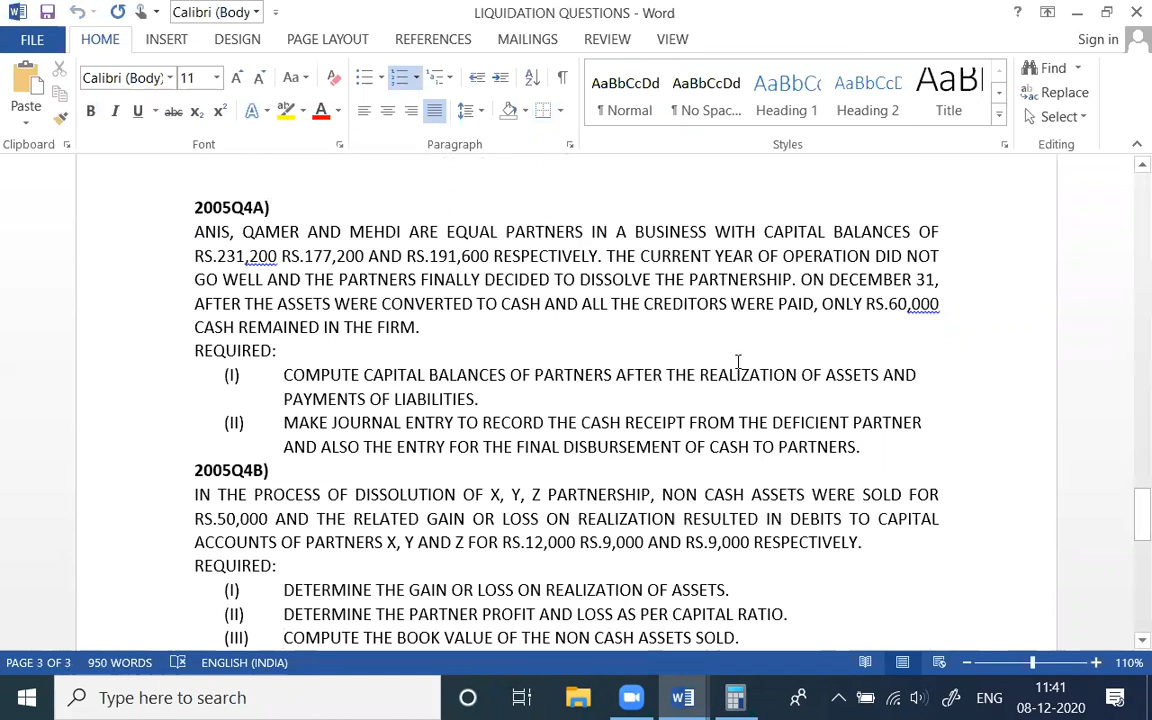 LIQUIDATION QUESTIONS - Word
Calibri (Body
FILE HOME INSERT DESIGN PAGE LAYOUT REFERENCES MAILINGS REVIEW VIEW Sign in
Calibri (Body) 11
Paste
AaBbCcDd AaBbCcDd AaBbC AaBbCcD AaBl
¶ Normal ¶ No Spac... Heading 1 Heading 2 Title
Find
Replace
Select
Clipboard Font Paragraph Styles Editing
2005Q4A)
ANIS, QAMER AND MEHDI ARE EQUAL PARTNERS IN A BUSINESS WITH CAPITAL BALANCES OF
RS.231,200 RS.177,200 AND RS.191,600 RESPECTIVELY. THE CURRENT YEAR OF OPERATION DID NOT
GO WELL AND THE PARTNERS FINALLY DECIDED TO DISSOLVE THE PARTNERSHIP. ON DECEMBER 31,
AFTER THE ASSETS WERE CONVERTED TO CASH AND ALL THE CREDITORS WERE PAID, ONLY RS.60,000
CASH REMAINED IN THE FIRM.
REQUIRED:
(I) COMPUTE CAPITAL BALANCES OF PARTNERS AFTER THE REALIZATION OF ASSETS AND
PAYMENTS OF LIABILITIES.
(II) MAKE JOURNAL ENTRY TO RECORD THE CASH RECEIPT FROM THE DEFICIENT PARTNER
AND ALSO THE ENTRY FOR THE FINAL DISBURSEMENT OF CASH TO PARTNERS.
2005Q4B)
IN THE PROCESS OF DISSOLUTION OF X, Y, Z PARTNERSHIP, NON CASH ASSETS WERE SOLD FOR
RS.50,000 AND THE RELATED GAIN OR LOSS ON REALIZATION RESULTED IN DEBITS TO CAPITAL
ACCOUNTS OF PARTNERS X, Y AND Z FOR RS.12,000 RS.9,000 AND RS.9,000 RESPECTIVELY.
REQUIRED:
(I) DETERMINE THE GAIN OR LOSS ON REALIZATION OF ASSETS.
(II) DETERMINE THE PARTNER PROFIT AND LOSS AS PER CAPITAL RATIO.
(III) COMPUTE THE BOOK VALUE OF THE NON CASH ASSETS SOLD.
PAGE 3 OF 3 950 WORDS ENGLISH (INDIA) 110%
Type here to search
ENG
11:41
08-12-2020